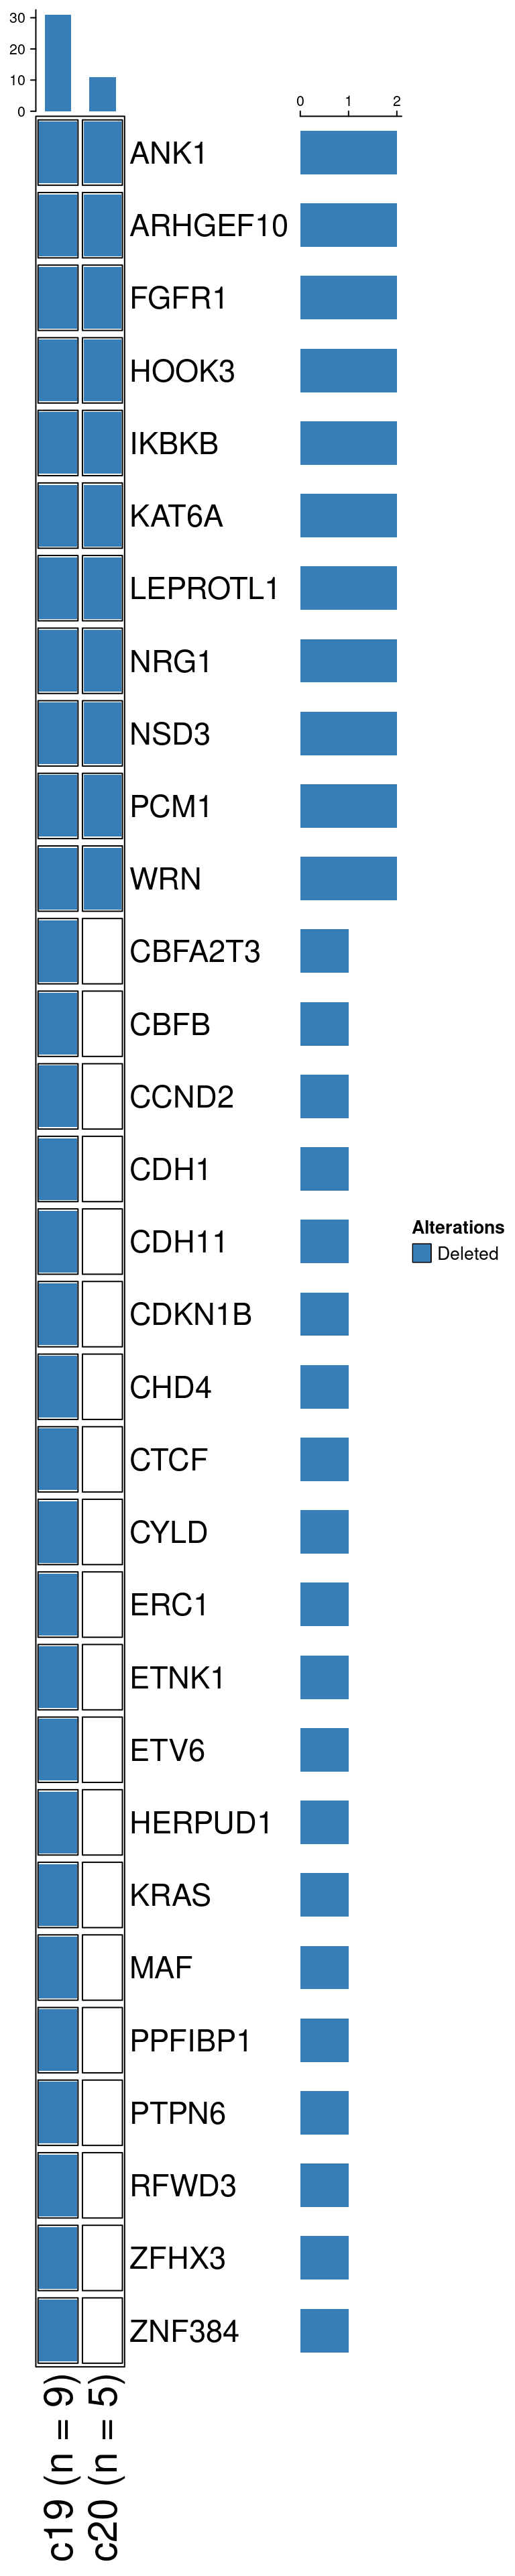 30
20
10
0
0 1 2
ANK1
ARHGEF10
FGFR1
HOOK3
IKBKB
KAT6A
LEPROTL1
NRG1
NSD3
PCM1
WRN
CBFA2T3
CBFB
CCND2
CDH1
CDH11
Alterations
Deleted
CDKN1B
CHD4
CTCF
CYLD
ERC1
ETNK1
ETV6
HERPUD1
KRAS
MAF
PPFIBP1
PTPN6
RFWD3
ZFHX3
ZNF384
c19 (n = 9)
c20 (n = 5)